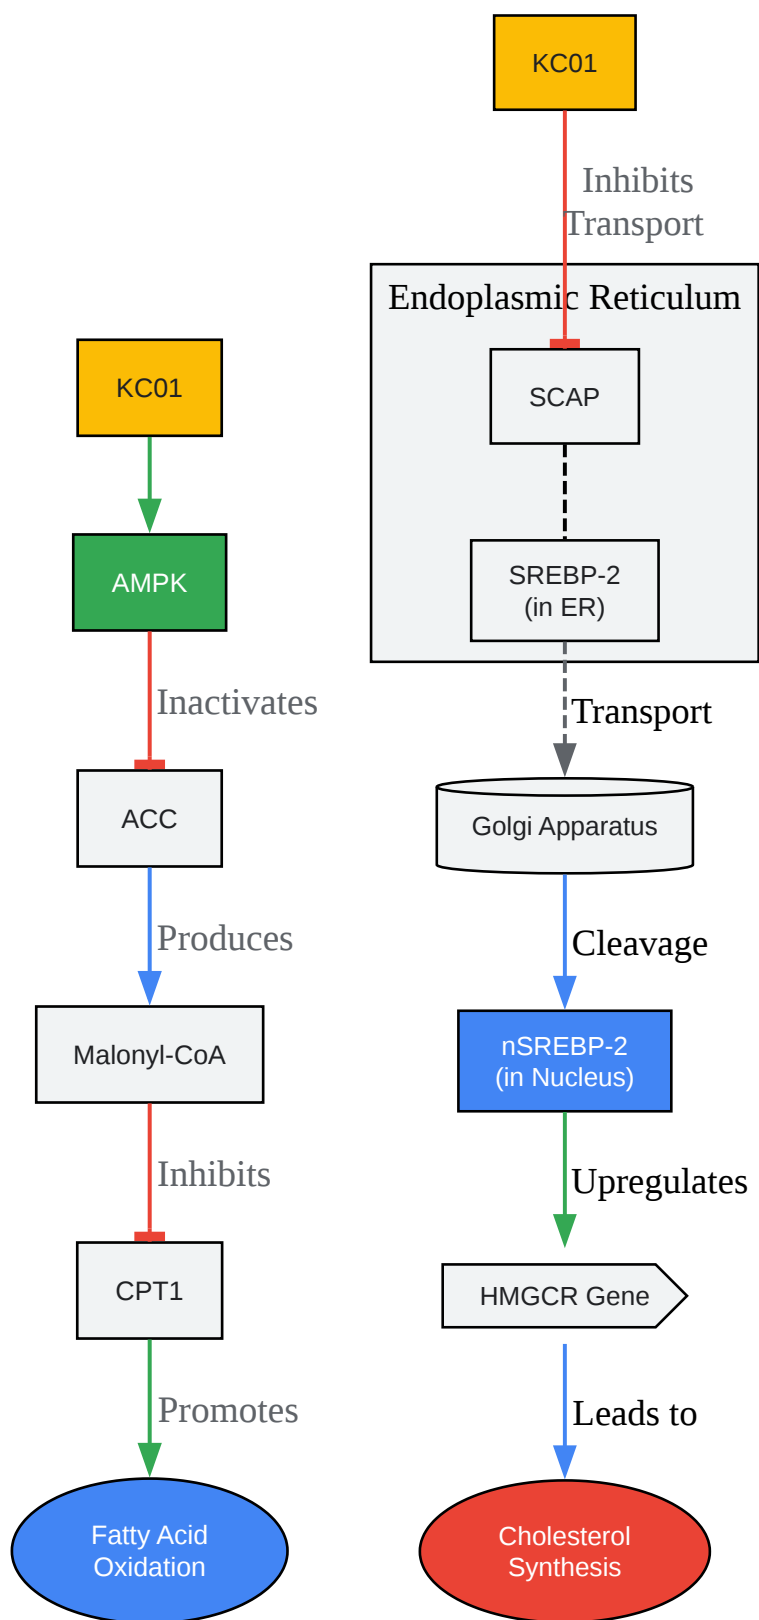 KC01
AMPK
Inactivates
ACC
Produces
Malonyl-CoA
Inhibits
CPT1
Promotes
Fatty Acid
Oxidation
KC01
Inhibits
Transport
Endoplasmic Reticulum
SCAP
SREBP-2
(in ER)
Transport
Golgi Apparatus
Cleavage
nSREBP-2
(in Nucleus)
Upregulates
HMGCR Gene
Leads to
Cholesterol
Synthesis